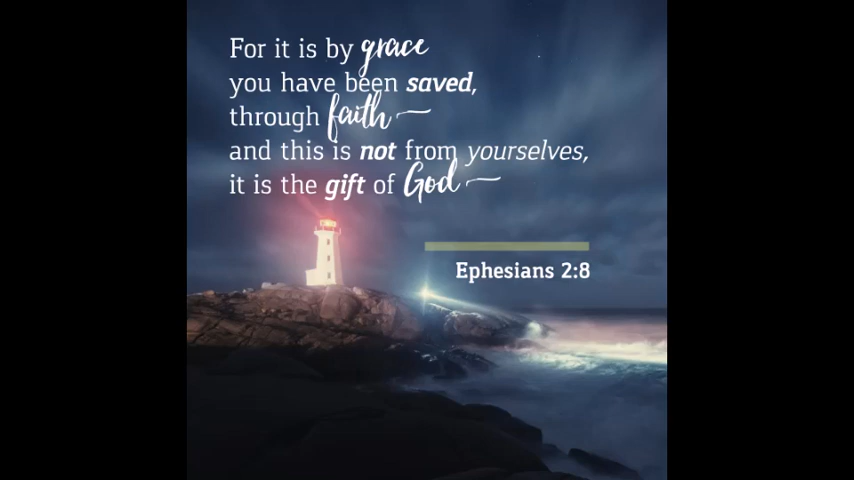 For it is by grace
you have been saved,
through faith—
and this is not from yourselves,
it is the gift of God—
Ephesians 2:8